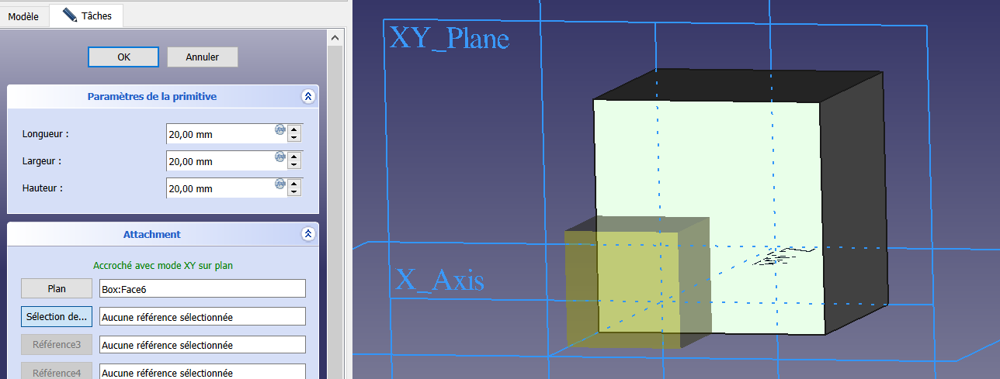 Modèle
Tâches
OK
Annuler
Paramètres de la primitive
Longueur :
20,00 mm
Largeur :
20,00 mm
Hauteur :
20,00 mm
Attachment
Accroché avec mode XY sur plan
Plan
Box:Face6
Sélection de...
Aucune référence sélectionnée
Référence3
Aucune référence sélectionnée
Référence4
Aucune référence sélectionnée
XY_Plane
X_Axis